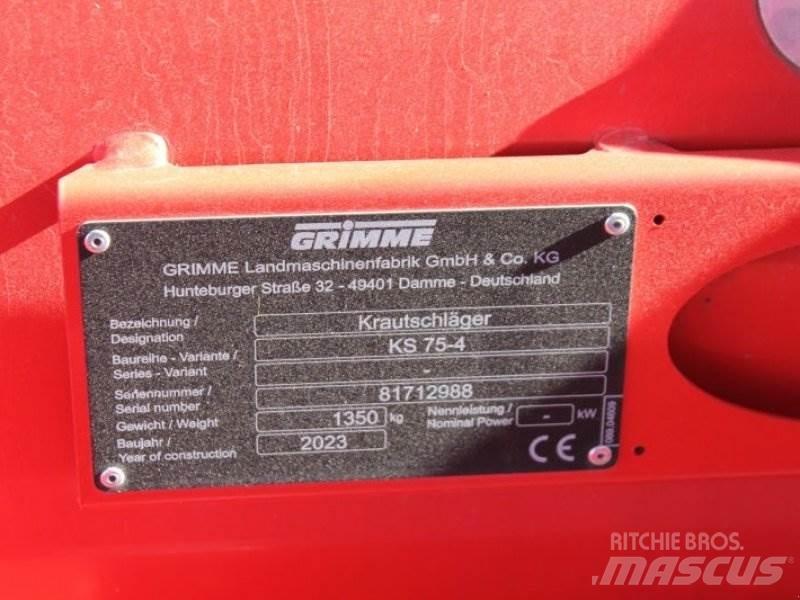 GRIMME
GRIMME Landmaschinenfabrik GmbH & Co. KG
Hunteburger Straße 32 - 49401 Damme - Deutschland
Bezeichnung / Designation Krautschläger
Baureihe - Variante / KS 75-4
Series - Variant -
Seriennummer / Serial number 81712988
Gewicht / Weight 1350 kg Nennleistung / Nominal Power - kW
Baujahr / Year of construction 2023
CE
069.04609
RITCHIE BROS.
MASCUS